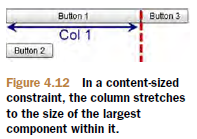 Button 1 Button 3
Col 1
Button 2
Figure 4.12 In a content-sized
constraint, the column stretches
to the size of the largest
component within it.